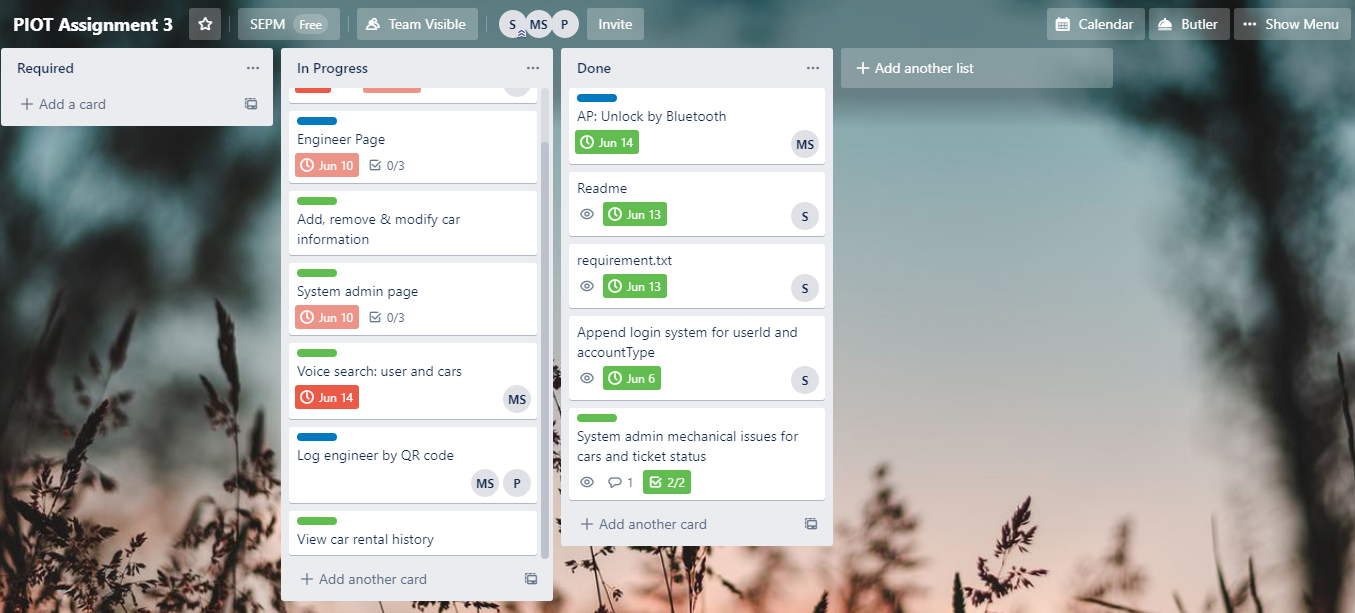 PIOT Assignment 3
SEPM Free
Team Visible
S MS P
Invite
Calendar
Butler
Show Menu
Required
Add a card
In Progress
Engineer Page
Jun 10 0/3
Add, remove & modify car
information
System admin page
Jun 10 0/3
Voice search: user and cars
Jun 14 MS
Log engineer by QR code
MS P
View car rental history
Add another card
Done
AP: Unlock by Bluetooth
Jun 14 MS
Readme
Jun 13 S
requirement.txt
Jun 13 S
Append login system for userId and
accountType
Jun 6 S
System admin mechanical issues for
cars and ticket status
1 2/2
Add another card
Add another list